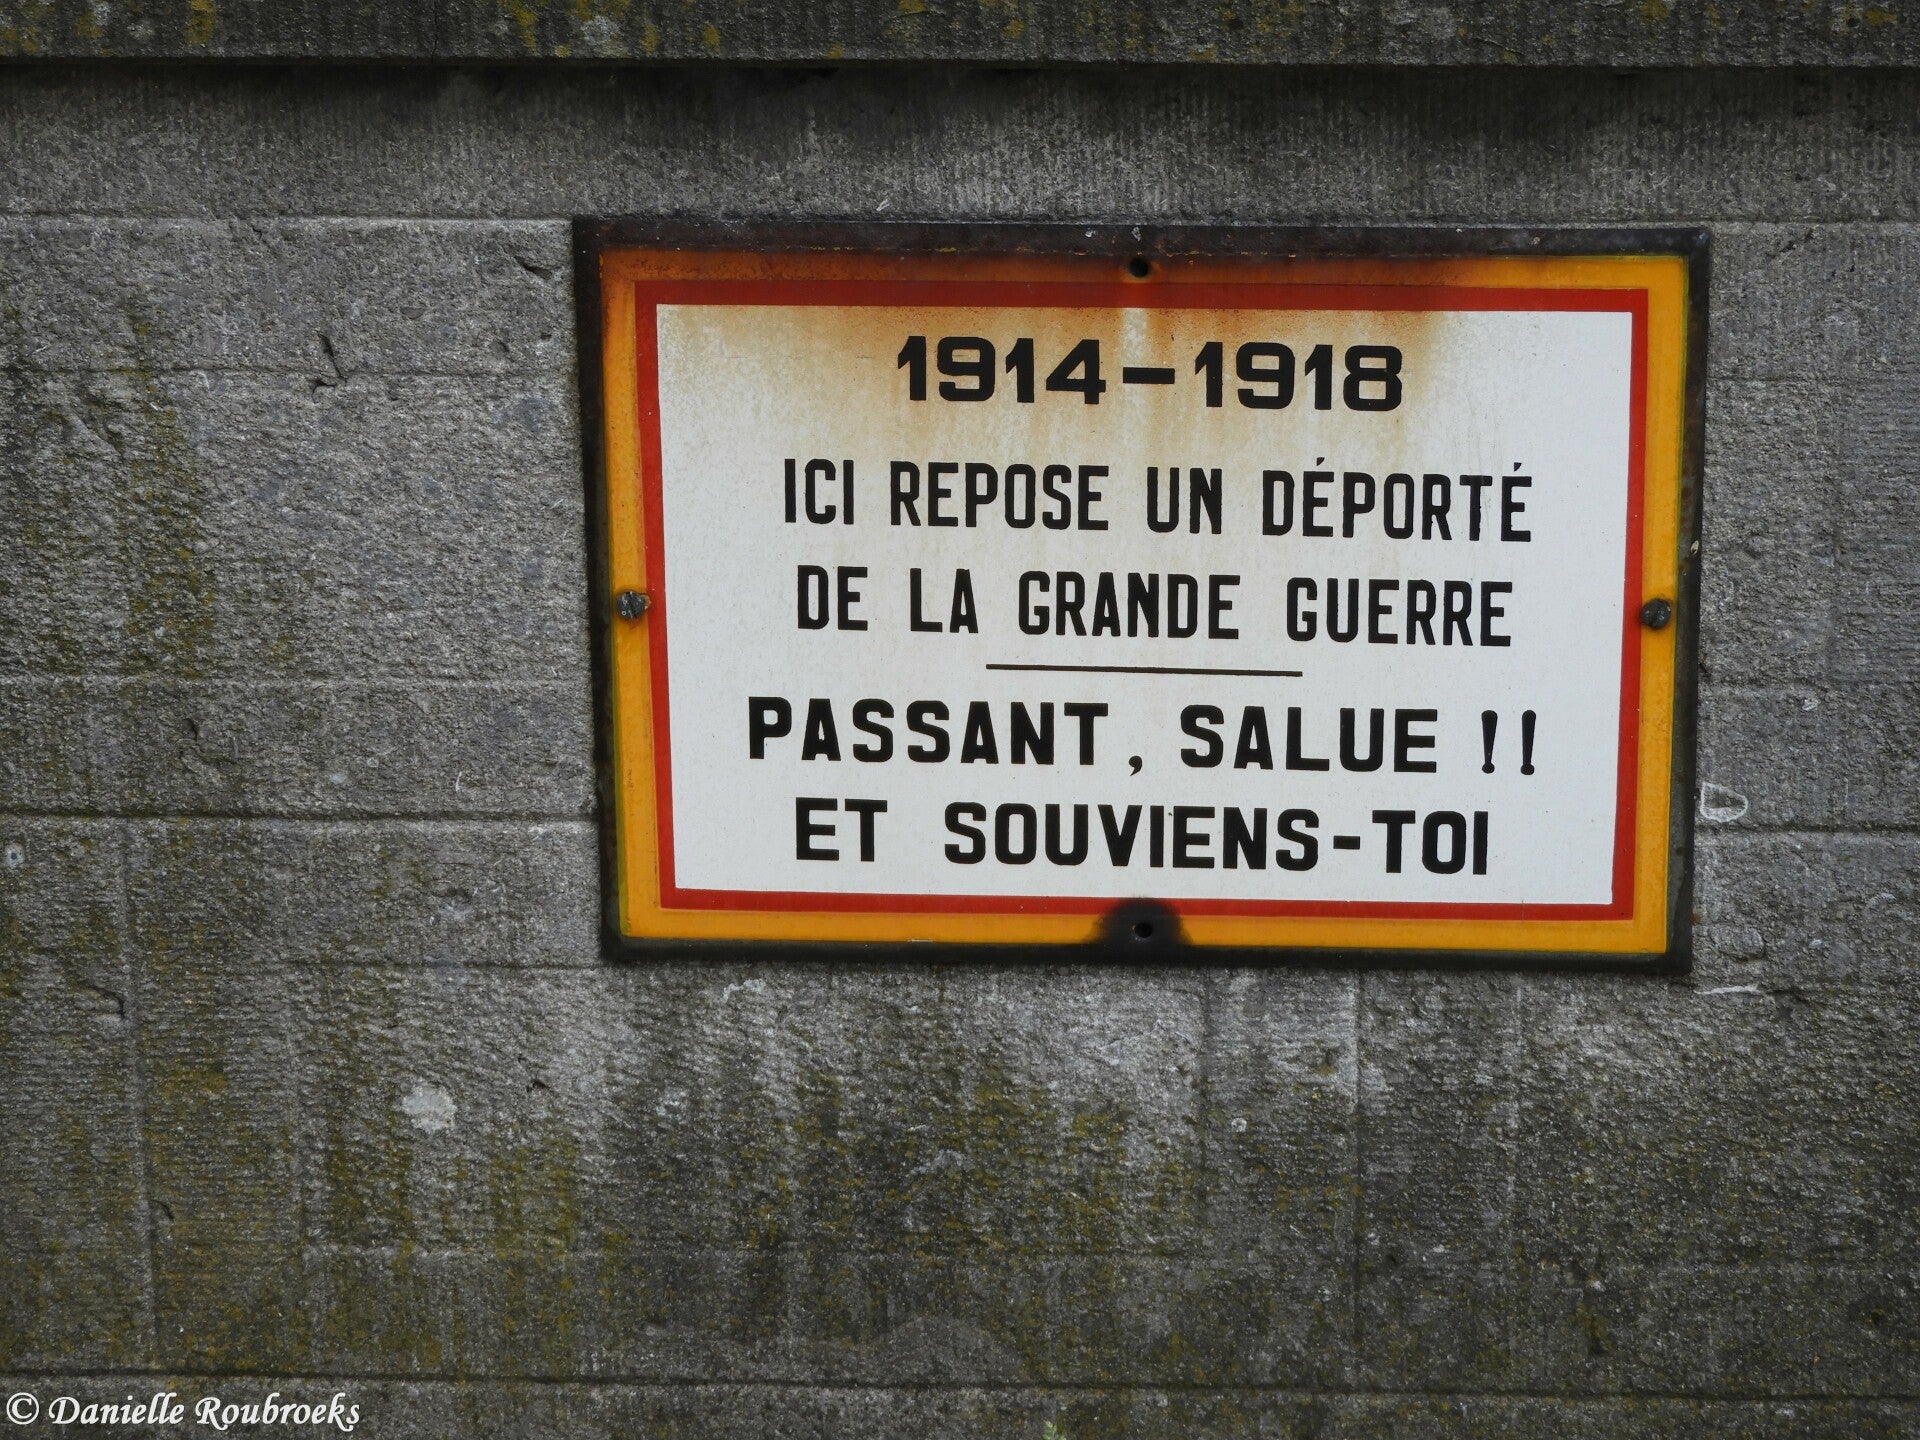 1914-1918
ICI REPOSE UN DÉPORTÉ
DE LA GRANDE GUERRE
PASSANT, SALUE !!
ET SOUVIENS-TOI
© Danielle Roubroeks